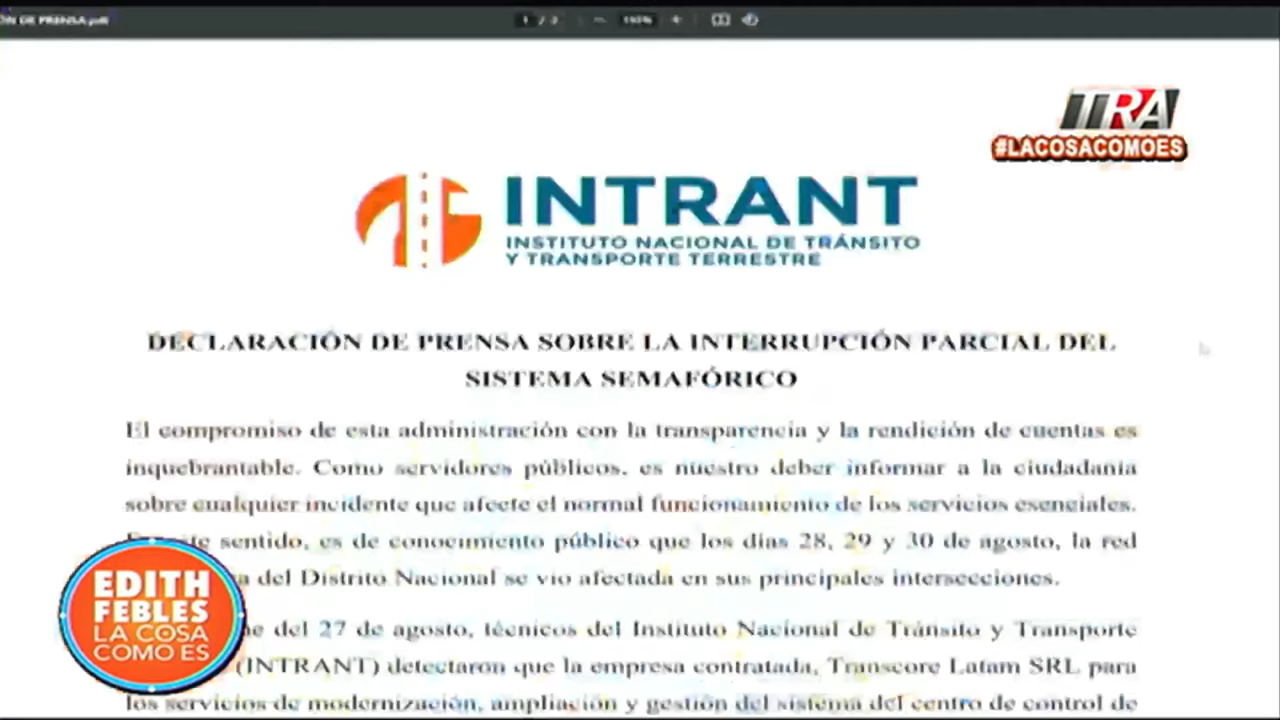 ÓN DE PRENSA.pdf
TRA
#LACOSACOMOES
INTRANT
INSTITUTO NACIONAL DE TRÁNSITO
Y TRANSPORTE TERRESTRE
DECLARACIÓN DE PRENSA SOBRE LA INTERRUPCIÓN PARCIAL DEL
SISTEMA SEMAFÓRICO
El compromiso de esta administración con la transparencia y la rendición de cuentas es
inquebrantable. Como servidores públicos, es nuestro deber informar a la ciudadanía
sobre cualquier incidente que afecte el normal funcionamiento de los servicios esenciales.
sentido, es de conocimiento público que los días 28, 29 y 30 de agosto, la red
a del Distrito Nacional se vio afectada en sus principales intersecciones.
del 27 de agosto, técnicos del Instituto Nacional de Tránsito y Transporte
(INTRANT) detectaron que la empresa contratada, Transcore Latam SRL para
los servicios de modernización, ampliación y gestión del sistema del centro de control de
EDITH
FEBLES
LA COSA
COMO ES